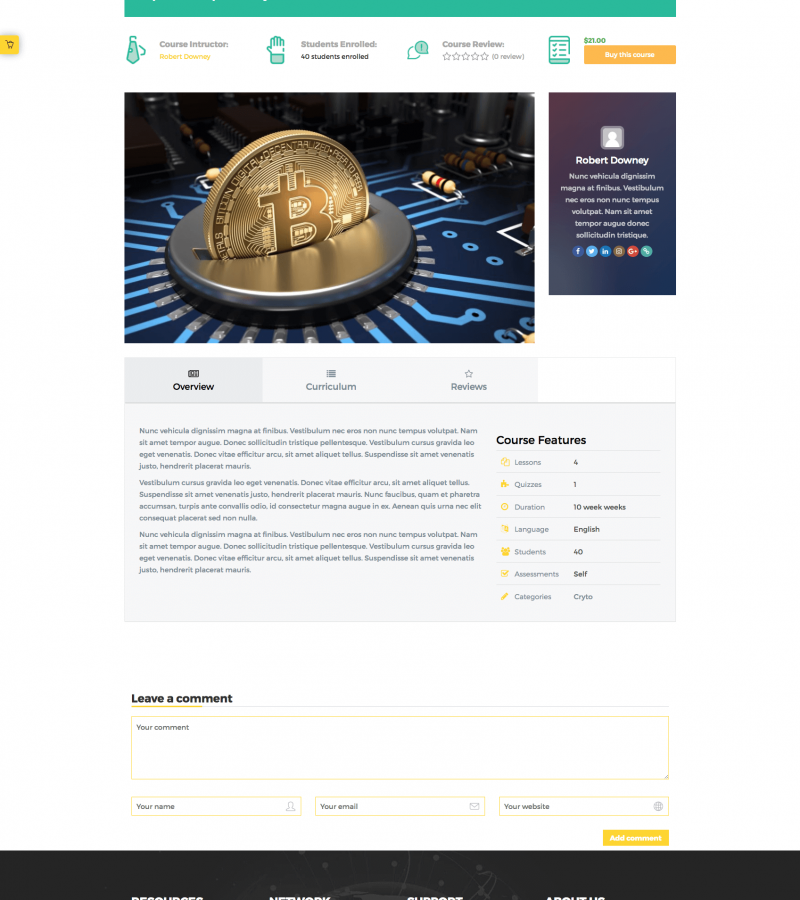 Course Intructor:
Robert Downey
Students Enrolled:
40 students enrolled
Course Review:
(0 review)
$21.00
Buy this course
BITCOIN DIGITAL DECENTRALIZED PEER TO PEER
Robert Downey
Nunc vehicula dignissim
magna at finibus. Vestibulum
nec eros non nunc tempus
volutpat. Nam sit amet
tempor augue donec
sollicitudin tristique.
Overview
Curriculum
Reviews
Nunc vehicula dignissim magna at finibus. Vestibulum nec eros non nunc tempus volutpat. Nam
sit amet tempor augue. Donec sollicitudin tristique pellentesque. Vestibulum cursus gravida leo
eget venenatis. Donec vitae efficitur arcu, sit amet aliquet tellus. Suspendisse sit amet venenatis
justo, hendrerit placerat mauris.
Vestibulum cursus gravida leo eget venenatis. Donec vitae efficitur arcu, sit amet aliquet tellus.
Suspendisse sit amet venenatis justo, hendrerit placerat mauris. Nunc faucibus, quam et pharetra
accumsan, turpis ante convallis odio, id consectetur magna augue in ex. Aenean quis urna nec elit
consequat placerat sed non nulla.
Nunc vehicula dignissim magna at finibus. Vestibulum nec eros non nunc tempus volutpat. Nam
sit amet tempor augue. Donec sollicitudin tristique pellentesque. Vestibulum cursus gravida leo
eget venenatis. Donec vitae efficitur arcu, sit amet aliquet tellus. Suspendisse sit amet venenatis
justo, hendrerit placerat mauris.
Course Features
Lessons 4
Quizzes 1
Duration 10 week weeks
Language English
Students 40
Assessments Self
Categories Cryto
Leave a comment
Your comment
Your name
Your email
Your website
Add comment
RESOURCES
NETWORK
SUPPORT
ABOUT US